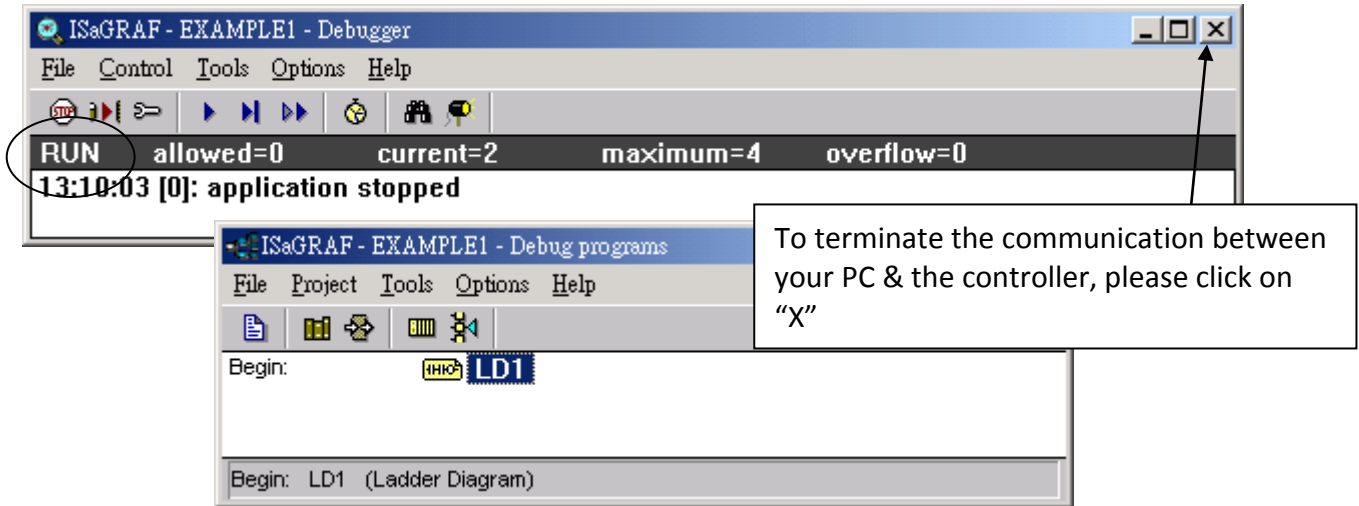 ISaGRAF - EXAMPLE1 - Debugger
File Control Tools Options Help
STOP
RUN allowed=0 current=2 maximum=4 overflow=0
13:10:03 [0]: application stopped
To terminate the communication between
your PC & the controller, please click on
“X”
ISaGRAF - EXAMPLE1 - Debug programs
File Project Tools Options Help
Begin: LD1
Begin: LD1 (Ladder Diagram)